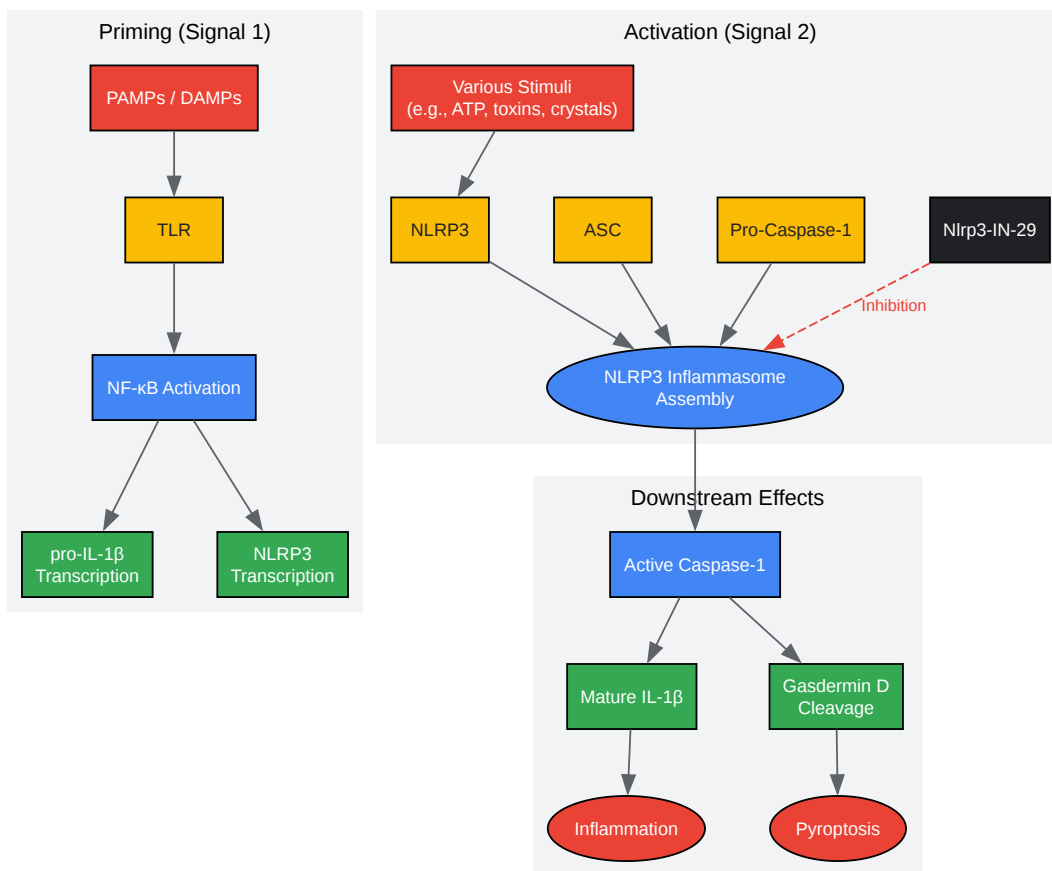 Priming (Signal 1)
PAMPs / DAMPs
TLR
NF-κB Activation
pro-IL-1β
Transcription
NLRP3
Transcription
Activation (Signal 2)
Various Stimuli
(e.g., ATP, toxins, crystals)
NLRP3
ASC
Pro-Caspase-1
Nlrp3-IN-29
Inhibition
NLRP3 Inflammasome
Assembly
Downstream Effects
Active Caspase-1
Mature IL-1β
Gasdermin D
Cleavage
Inflammation
Pyroptosis